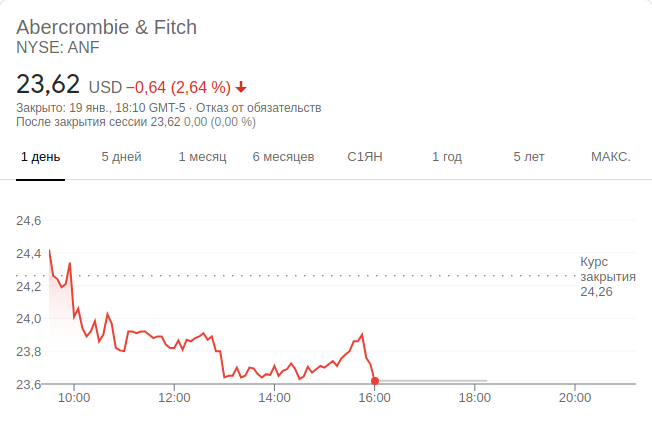 Abercrombie & Fitch
NYSE: ANF
23,62 USD −0,64 (2,64 %)
Закрыто: 19 янв., 18:10 GMT-5 · Отказ от обязательств
После закрытия сессии 23,62 0,00 (0,00 %)
1 день 5 дней 1 месяц 6 месяцев С1ЯН 1 год 5 лет МАКС.
24,6
24,4
24,2
24,0
23,8
23,6
Курс
закрытия
24,26
10:00 12:00 14:00 16:00 18:00 20:00